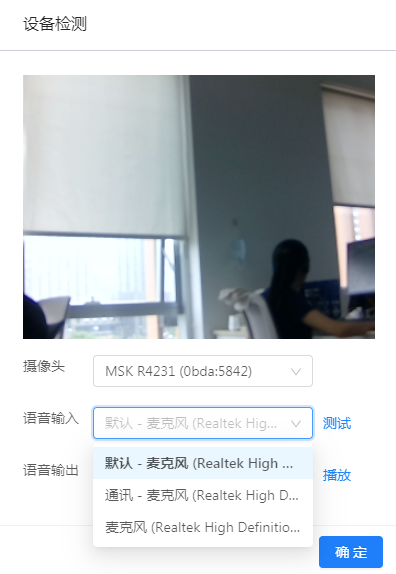 设备检测
摄像头
MSK R4231 (0bda:5842)
语音输入
默认 - 麦克风 (Realtek Hig...
测试
语音输出
播放
默认 - 麦克风 (Realtek High ...
通讯 - 麦克风 (Realtek High D...
麦克风 (Realtek High Definitio...
确 定